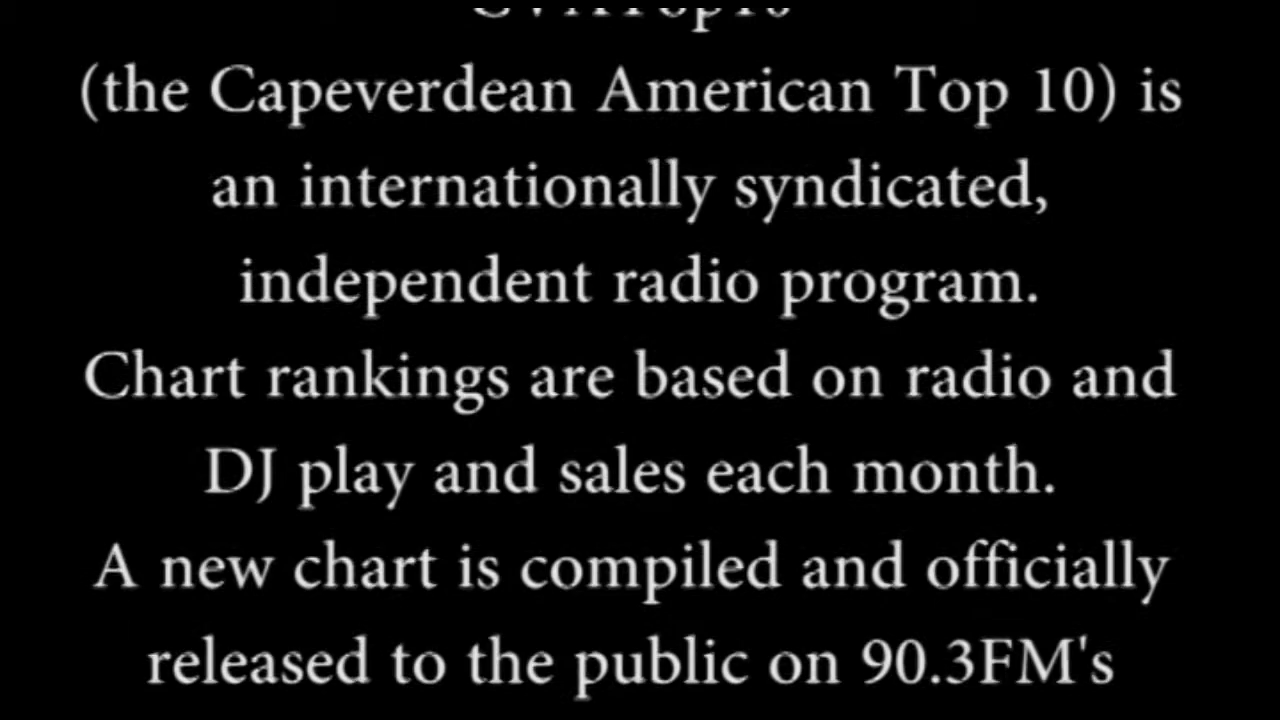 (the Capeverdean American Top 10) is
an internationally syndicated,
independent radio program.
Chart rankings are based on radio and
DJ play and sales each month.
A new chart is compiled and officially
released to the public on 90.3FM's